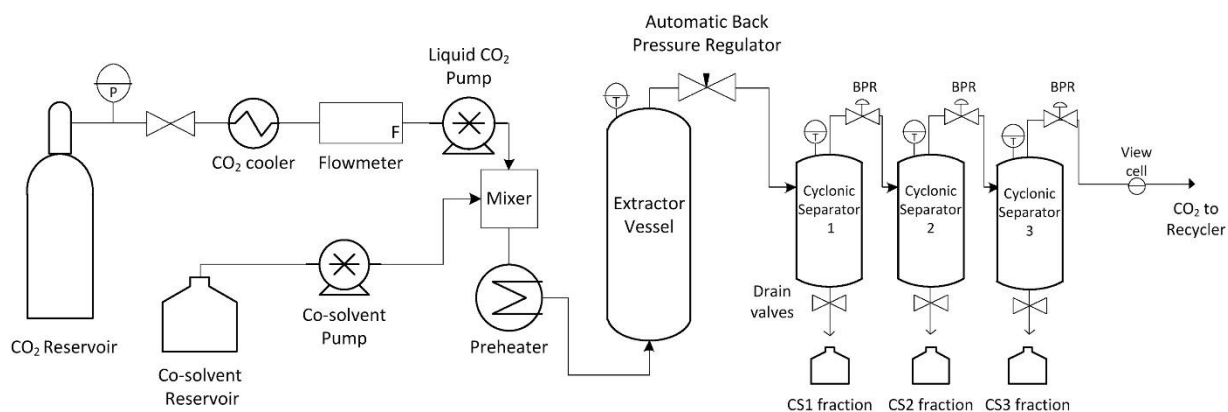 P
CO₂ Reservoir
CO₂ cooler
Flowmeter
F
Liquid CO₂
Pump
Mixer
Co-solvent
Reservoir
Co-solvent
Pump
Preheater
T
Extractor
Vessel
Automatic Back
Pressure Regulator
T
Cyclonic
Separator
1
BPR
T
Cyclonic
Separator
2
BPR
T
Cyclonic
Separator
3
BPR
View
cell
CO₂ to
Recycler
Drain
valves
CS1 fraction
CS2 fraction
CS3 fraction